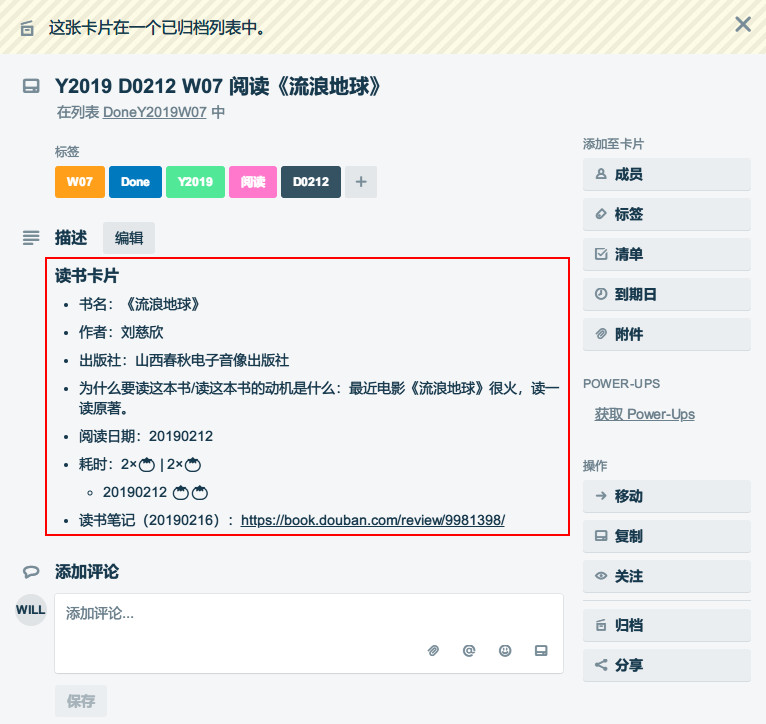 这张卡片在一个已归档列表中。
Y2019 D0212 W07 阅读《流浪地球》
在列表 DoneY2019W07 中
标签
W07 Done Y2019 阅读 D0212 +
描述 编辑
读书卡片
• 书名：《流浪地球》
• 作者：刘慈欣
• 出版社：山西春秋电子音像出版社
• 为什么要读这本书/读这本书的动机是什么：最近电影《流浪地球》很火，读一
读原著。
• 阅读日期：20190212
• 耗时：2×🍅 | 2×🍅
◦ 20190212 🍅🍅
• 读书笔记（20190216）：https://book.douban.com/review/9981398/
添加评论
WILL
添加评论...
保存
添加至卡片
成员
标签
清单
到期日
附件
POWER-UPS
获取 Power-Ups
操作
移动
复制
关注
归档
分享